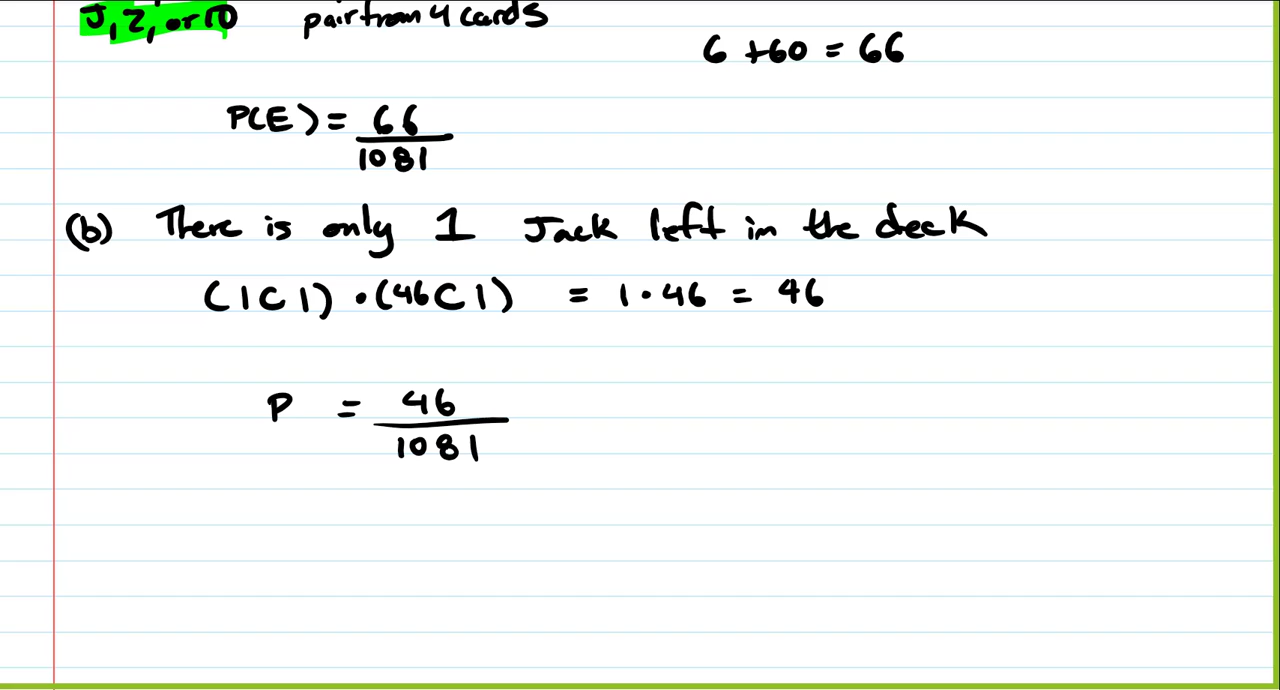 J, 2, or 10 pair from 4 cards
6 + 60 = 66
P(E) = 66/1081
(b) There is only 1 Jack left in the deck
(1C1) • (46C1) = 1 • 46 = 46
P = 46/1081